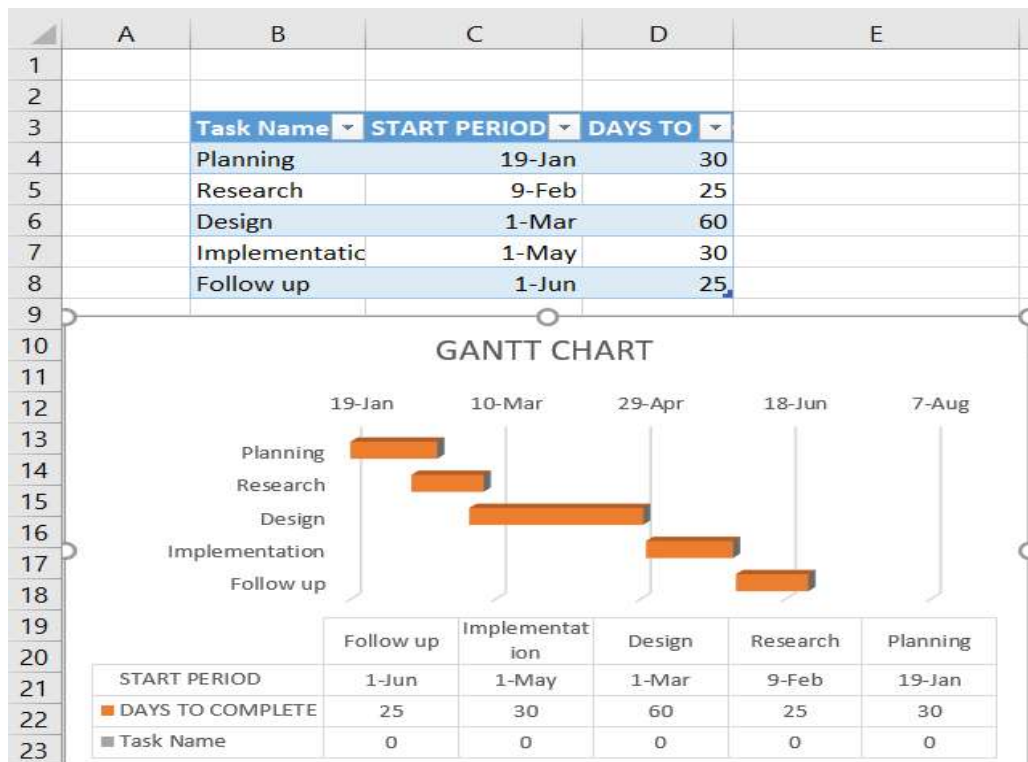 A B C D E
1
2
3 Task Name START PERIOD DAYS TO
4 Planning 19-Jan 30
5 Research 9-Feb 25
6 Design 1-Mar 60
7 Implementatic 1-May 30
8 Follow up 1-Jun 25
9
10 GANTT CHART
11
12 19-Jan 10-Mar 29-Apr 18-Jun 7-Aug
13 Planning
14 Research
15 Design
16 Implementation
17 Follow up
18
19 Follow up Implementat Design Research Planning
20 ion
21 START PERIOD 1-Jun 1-May 1-Mar 9-Feb 19-Jan
22 DAYS TO COMPLETE 25 30 60 25 30
23 Task Name 0 0 0 0 0